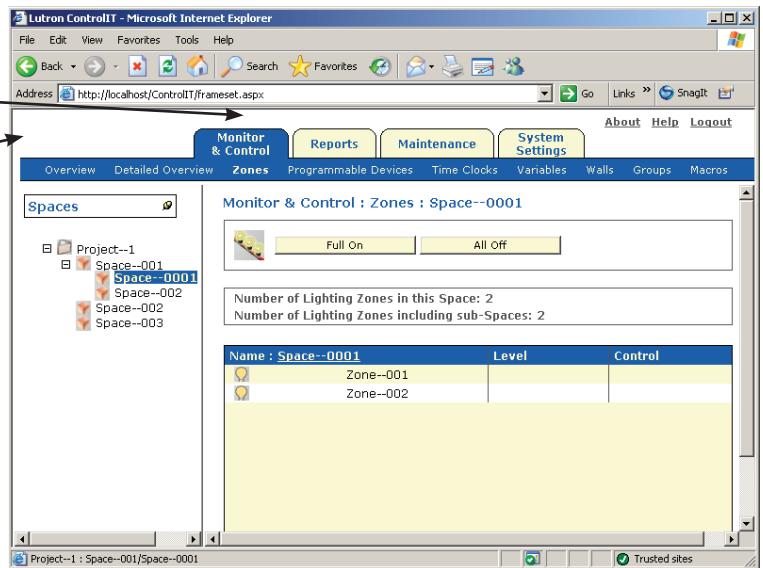 Lutron ControlIT - Microsoft Internet Explorer
File Edit View Favorites Tools Help
Back Search Favorites
Address http://localhost/ControlIT/frameset.aspx Go Links » SnagIt
About Help Logout
Monitor & Control Reports Maintenance System Settings
Overview Detailed Overview Zones Programmable Devices Time Clocks Variables Walls Groups Macros
Spaces
Project--1
Space--001
Space--0001
Space--002
Space--002
Space--003
Monitor & Control : Zones : Space--0001
Full On All Off
Number of Lighting Zones in this Space: 2
Number of Lighting Zones including sub-Spaces: 2
Name : Space--0001 Level Control
Zone--001
Zone--002
Project--1 : Space--001/Space--0001 Trusted sites